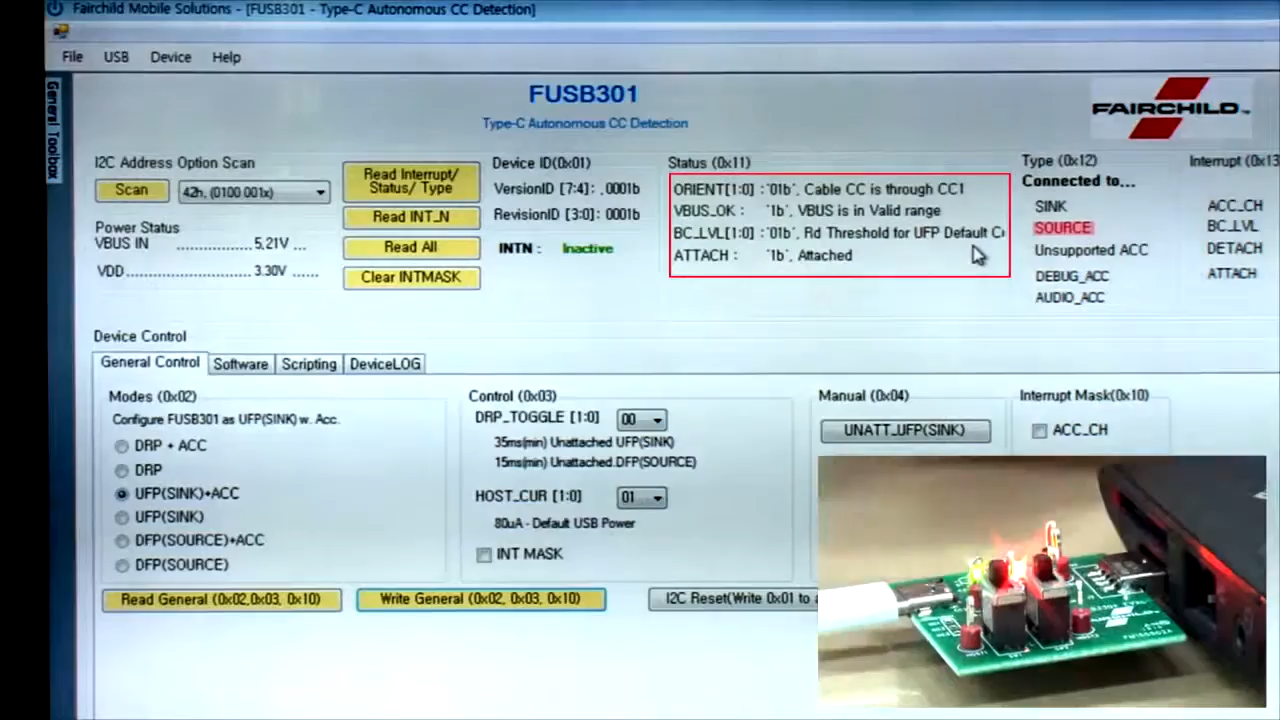 Fairchild Mobile Solutions - [FUSB301 - Type-C Autonomous CC Detection]
File USB Device Help
General Toolbox
FUSB301
Type-C Autonomous CC Detection
FAIRCHILD
I2C Address Option Scan
Scan
42h, (0100 001x)
Power Status
VBUS IN ................5,21V ...
VDD ......................3,30V ......
Read Interrupt/
Status/ Type
Read INT_N
Read All
Clear INTMASK
Device ID(0x01)
VersionID [7:4]: ,0001b
RevisionID [3:0]: 0001b
INTN : Inactive
Status (0x11)
ORIENT[1:0] :'01b', Cable CC is through CC1
VBUS_OK : '1b', VBUS is in Valid range
BC_LVL[1:0] :'01b', Rd Threshold for UFP Default
ATTACH : '1b', Attached
Type (0x12)
Connected to...
SINK
SOURCE
Unsupported ACC
DEBUG_ACC
AUDIO_ACC
Interrupt (0x13
ACC_CH
BC_LVL
DETACH
ATTACH
Device Control
General Control Software Scripting DeviceLOG
Modes (0x02)
Configure FUSB301 as UFP(SINK) w. Acc.
DRP + ACC
DRP
UFP(SINK)+ACC
UFP(SINK)
DFP(SOURCE)+ACC
DFP(SOURCE)
Control (0x03)
DRP_TOGGLE [1:0] 00
35ms(min) Unattached UFP(SINK)
15ms(min) Unattached DFP(SOURCE)
HOST_CUR [1:0] 01
80uA - Default USB Power
INT MASK
Manual (0x04)
UNATT_UFP(SINK)
Interrupt Mask(0x10)
ACC_CH
Read General (0x02,0x03, 0x10)
Write General (0x02, 0x03, 0x10)
I2C Reset(Write 0x01 to